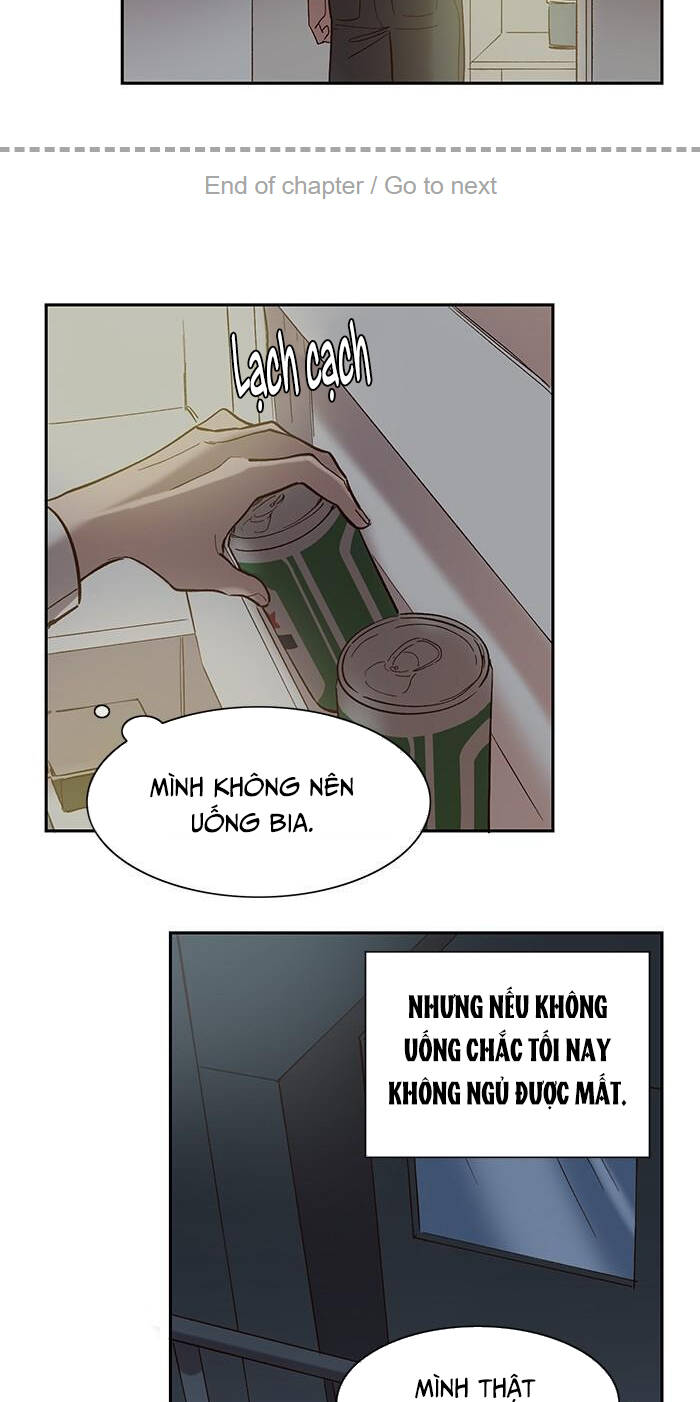 End of chapter / Go to next
Lạch cạch
MÌNH KHÔNG NÊN
UỐNG BIA.
NHƯNG NẾU KHÔNG
UỐNG CHẮC TỐI NAY
KHÔNG NGỦ ĐƯỢC MẤT.
MÌNH THẬT